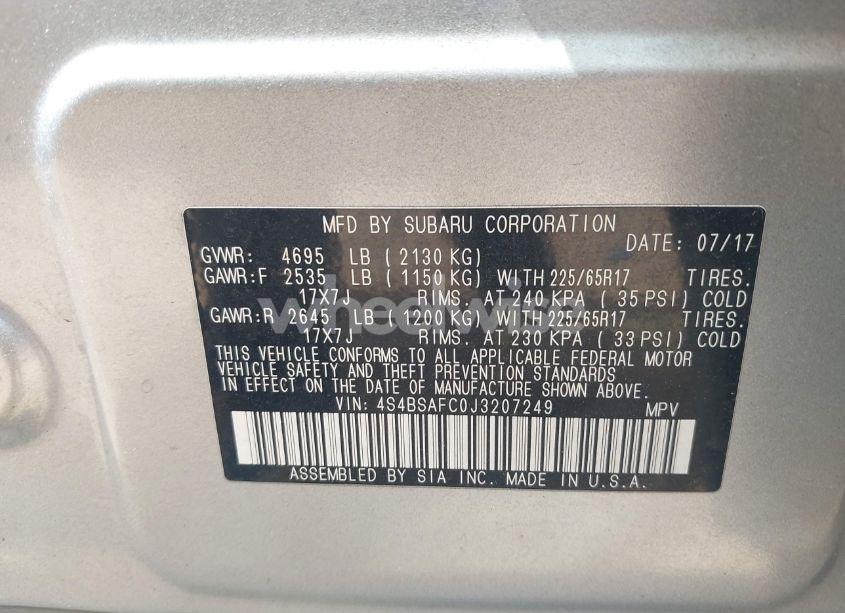 MFD BY SUBARU CORPORATION
DATE: 07/17
GVWR: 4695 LB ( 2130 KG)
GAWR:F 2535 LB ( 1150 KG) WITH 225/65R17 TIRES.
17X7J RIMS. AT 240 KPA ( 35 PSI) COLD
GAWR:R 2645 LB ( 1200 KG) WITH 225/65R17 TIRES.
17X7J RIMS. AT 230 KPA ( 33 PSI) COLD
THIS VEHICLE CONFORMS TO ALL APPLICABLE FEDERAL MOTOR
VEHICLE SAFETY AND THEFT PREVENTION STANDARDS
IN EFFECT ON THE DATE OF MANUFACTURE SHOWN ABOVE.
VIN: 4S4BSAFC0J3207249 MPV
ASSEMBLED BY SIA INC. MADE IN U.S.A.